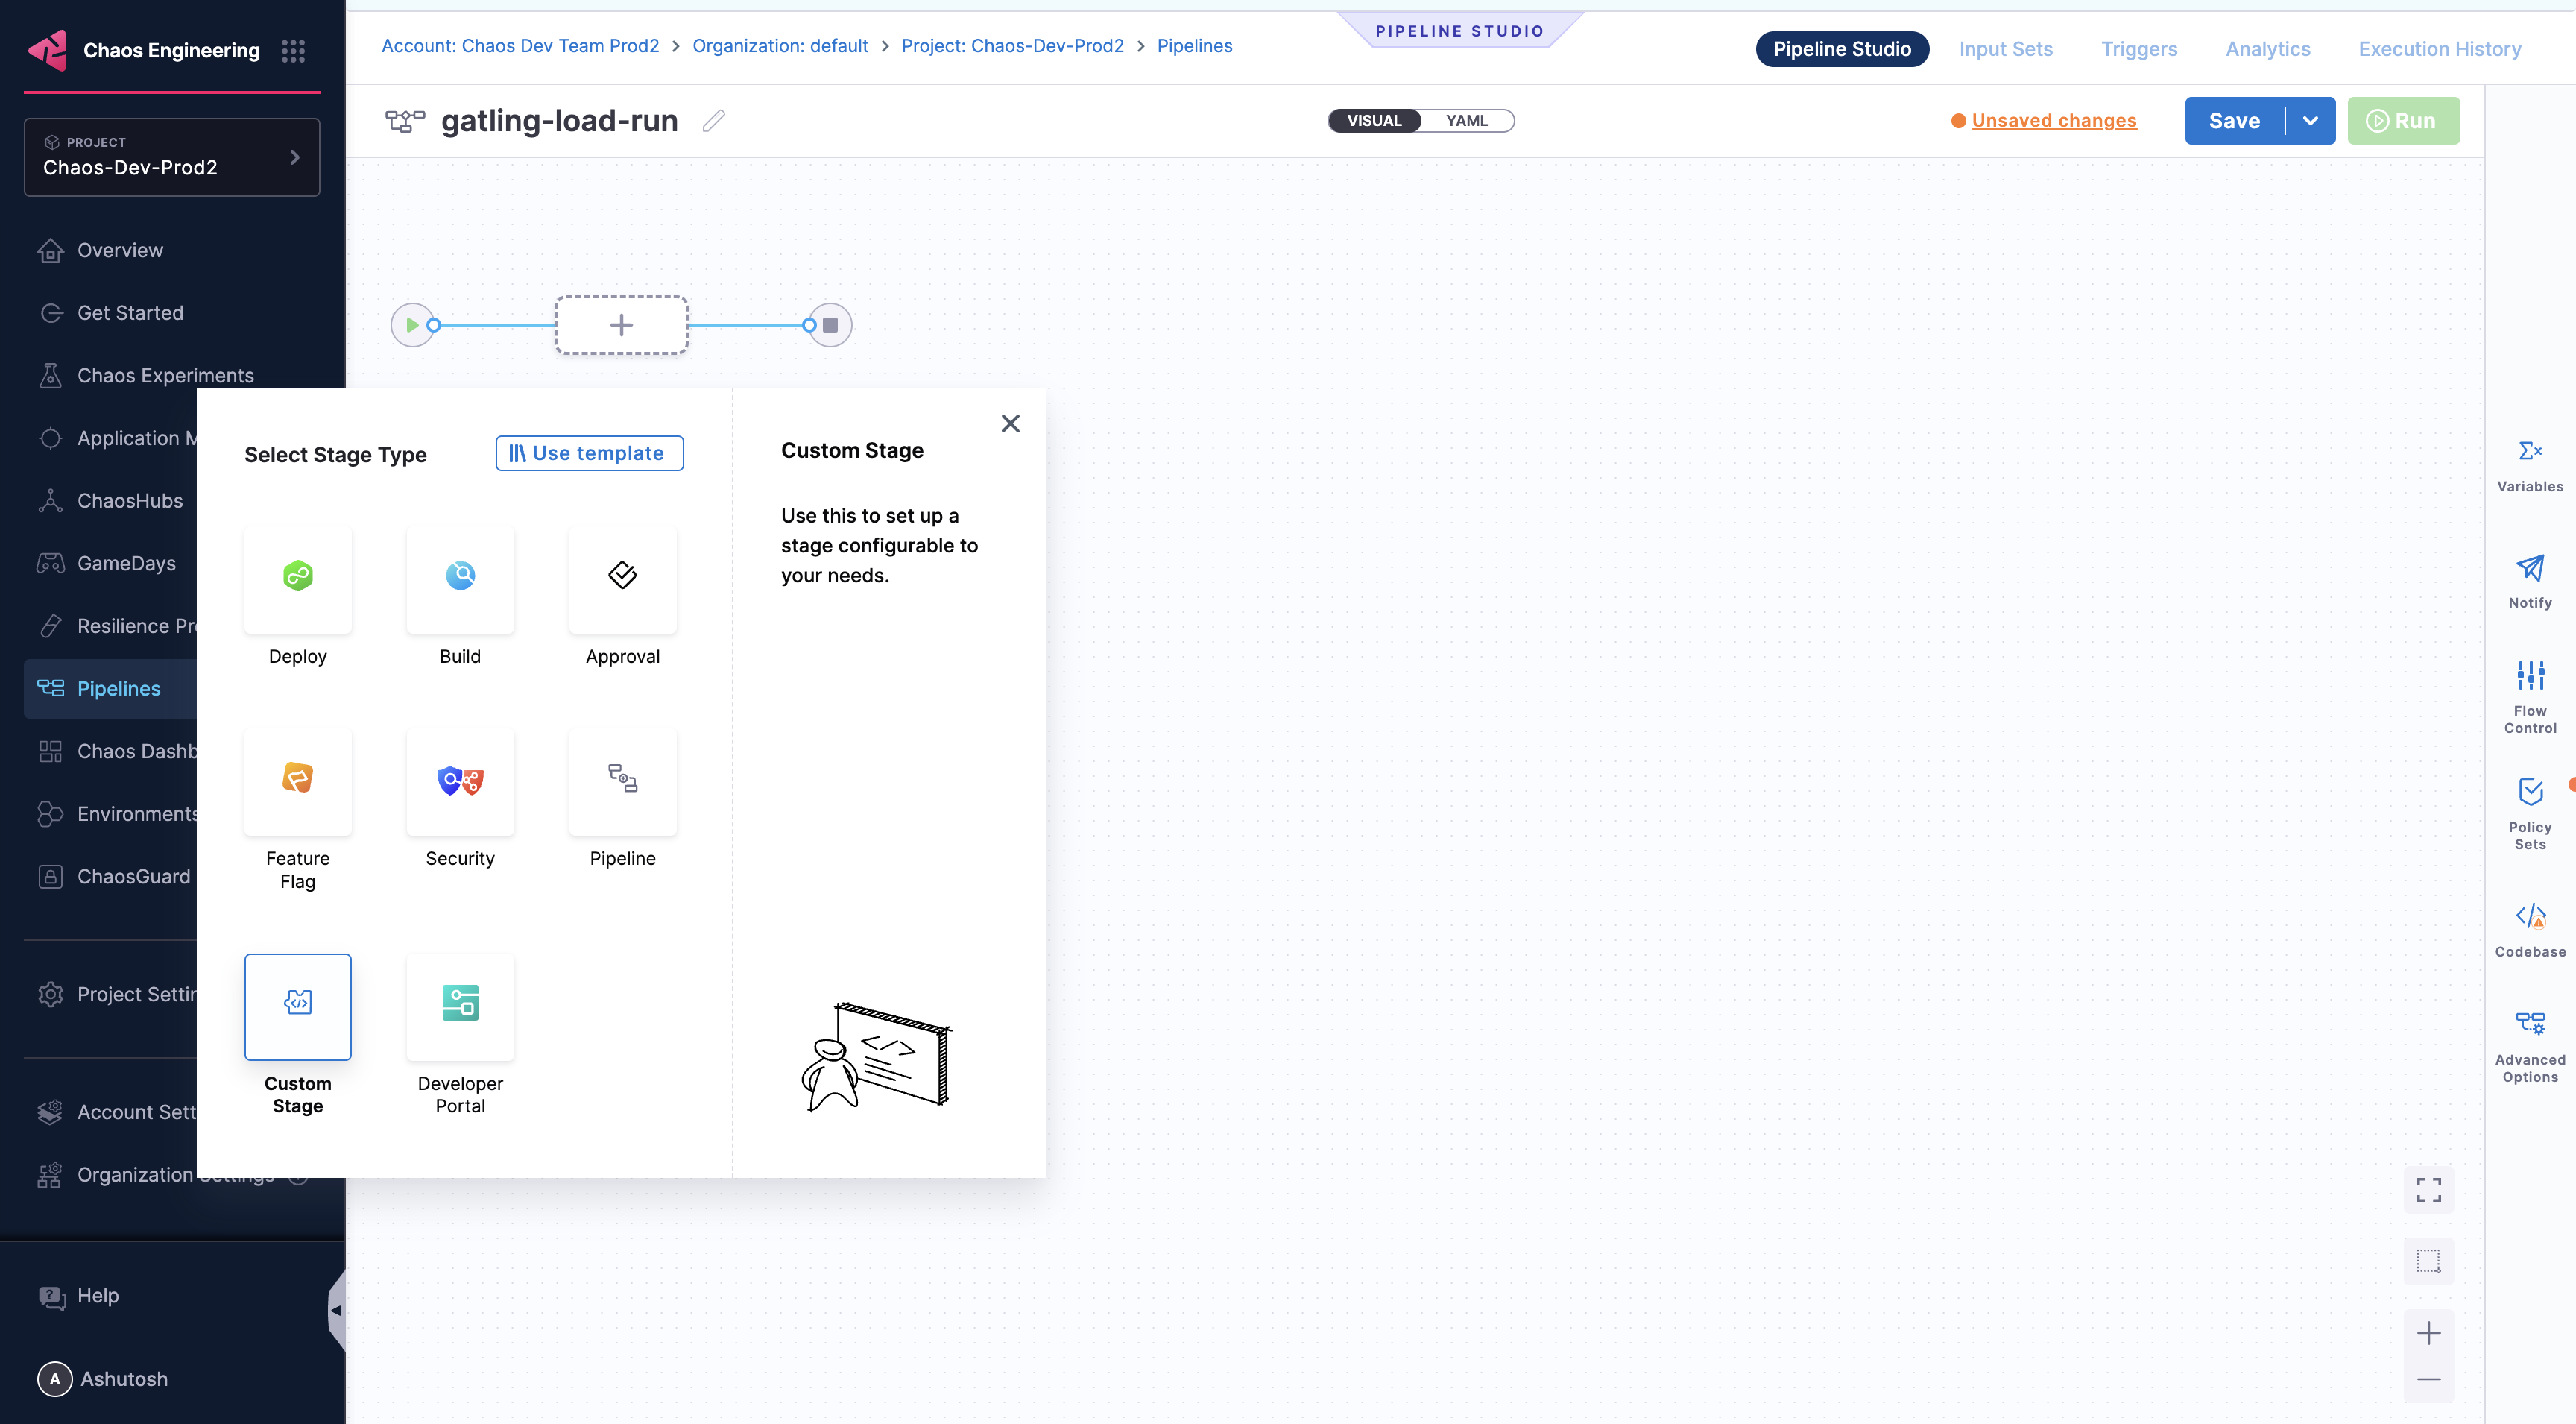 Chaos Engineering
PROJECT
Chaos-Dev-Prod2
Overview
Get Started
Chaos Experiments
Application M
ChaosHubs
GameDays
Resilience Pr
Pipelines
Chaos Dashb
Environments
ChaosGuard
Project Settin
Account Sett
Organization Settings
Help
A
Ashutosh
Account: Chaos Dev Team Prod2 > Organization: default > Project: Chaos-Dev-Prod2 > Pipelines
PIPELINE STUDIO
Pipeline Studio
Input Sets
Triggers
Analytics
Execution History
gatling-load-run
VISUAL
YAML
Unsaved changes
Save
Run
Select Stage Type
Use template
Deploy
Build
Approval
Feature
Flag
Security
Pipeline
Custom
Stage
Developer
Portal
Custom Stage
Use this to set up a
stage configurable to
your needs.
Variables
Notify
Flow
Control
Policy
Sets
Codebase
Advanced
Options